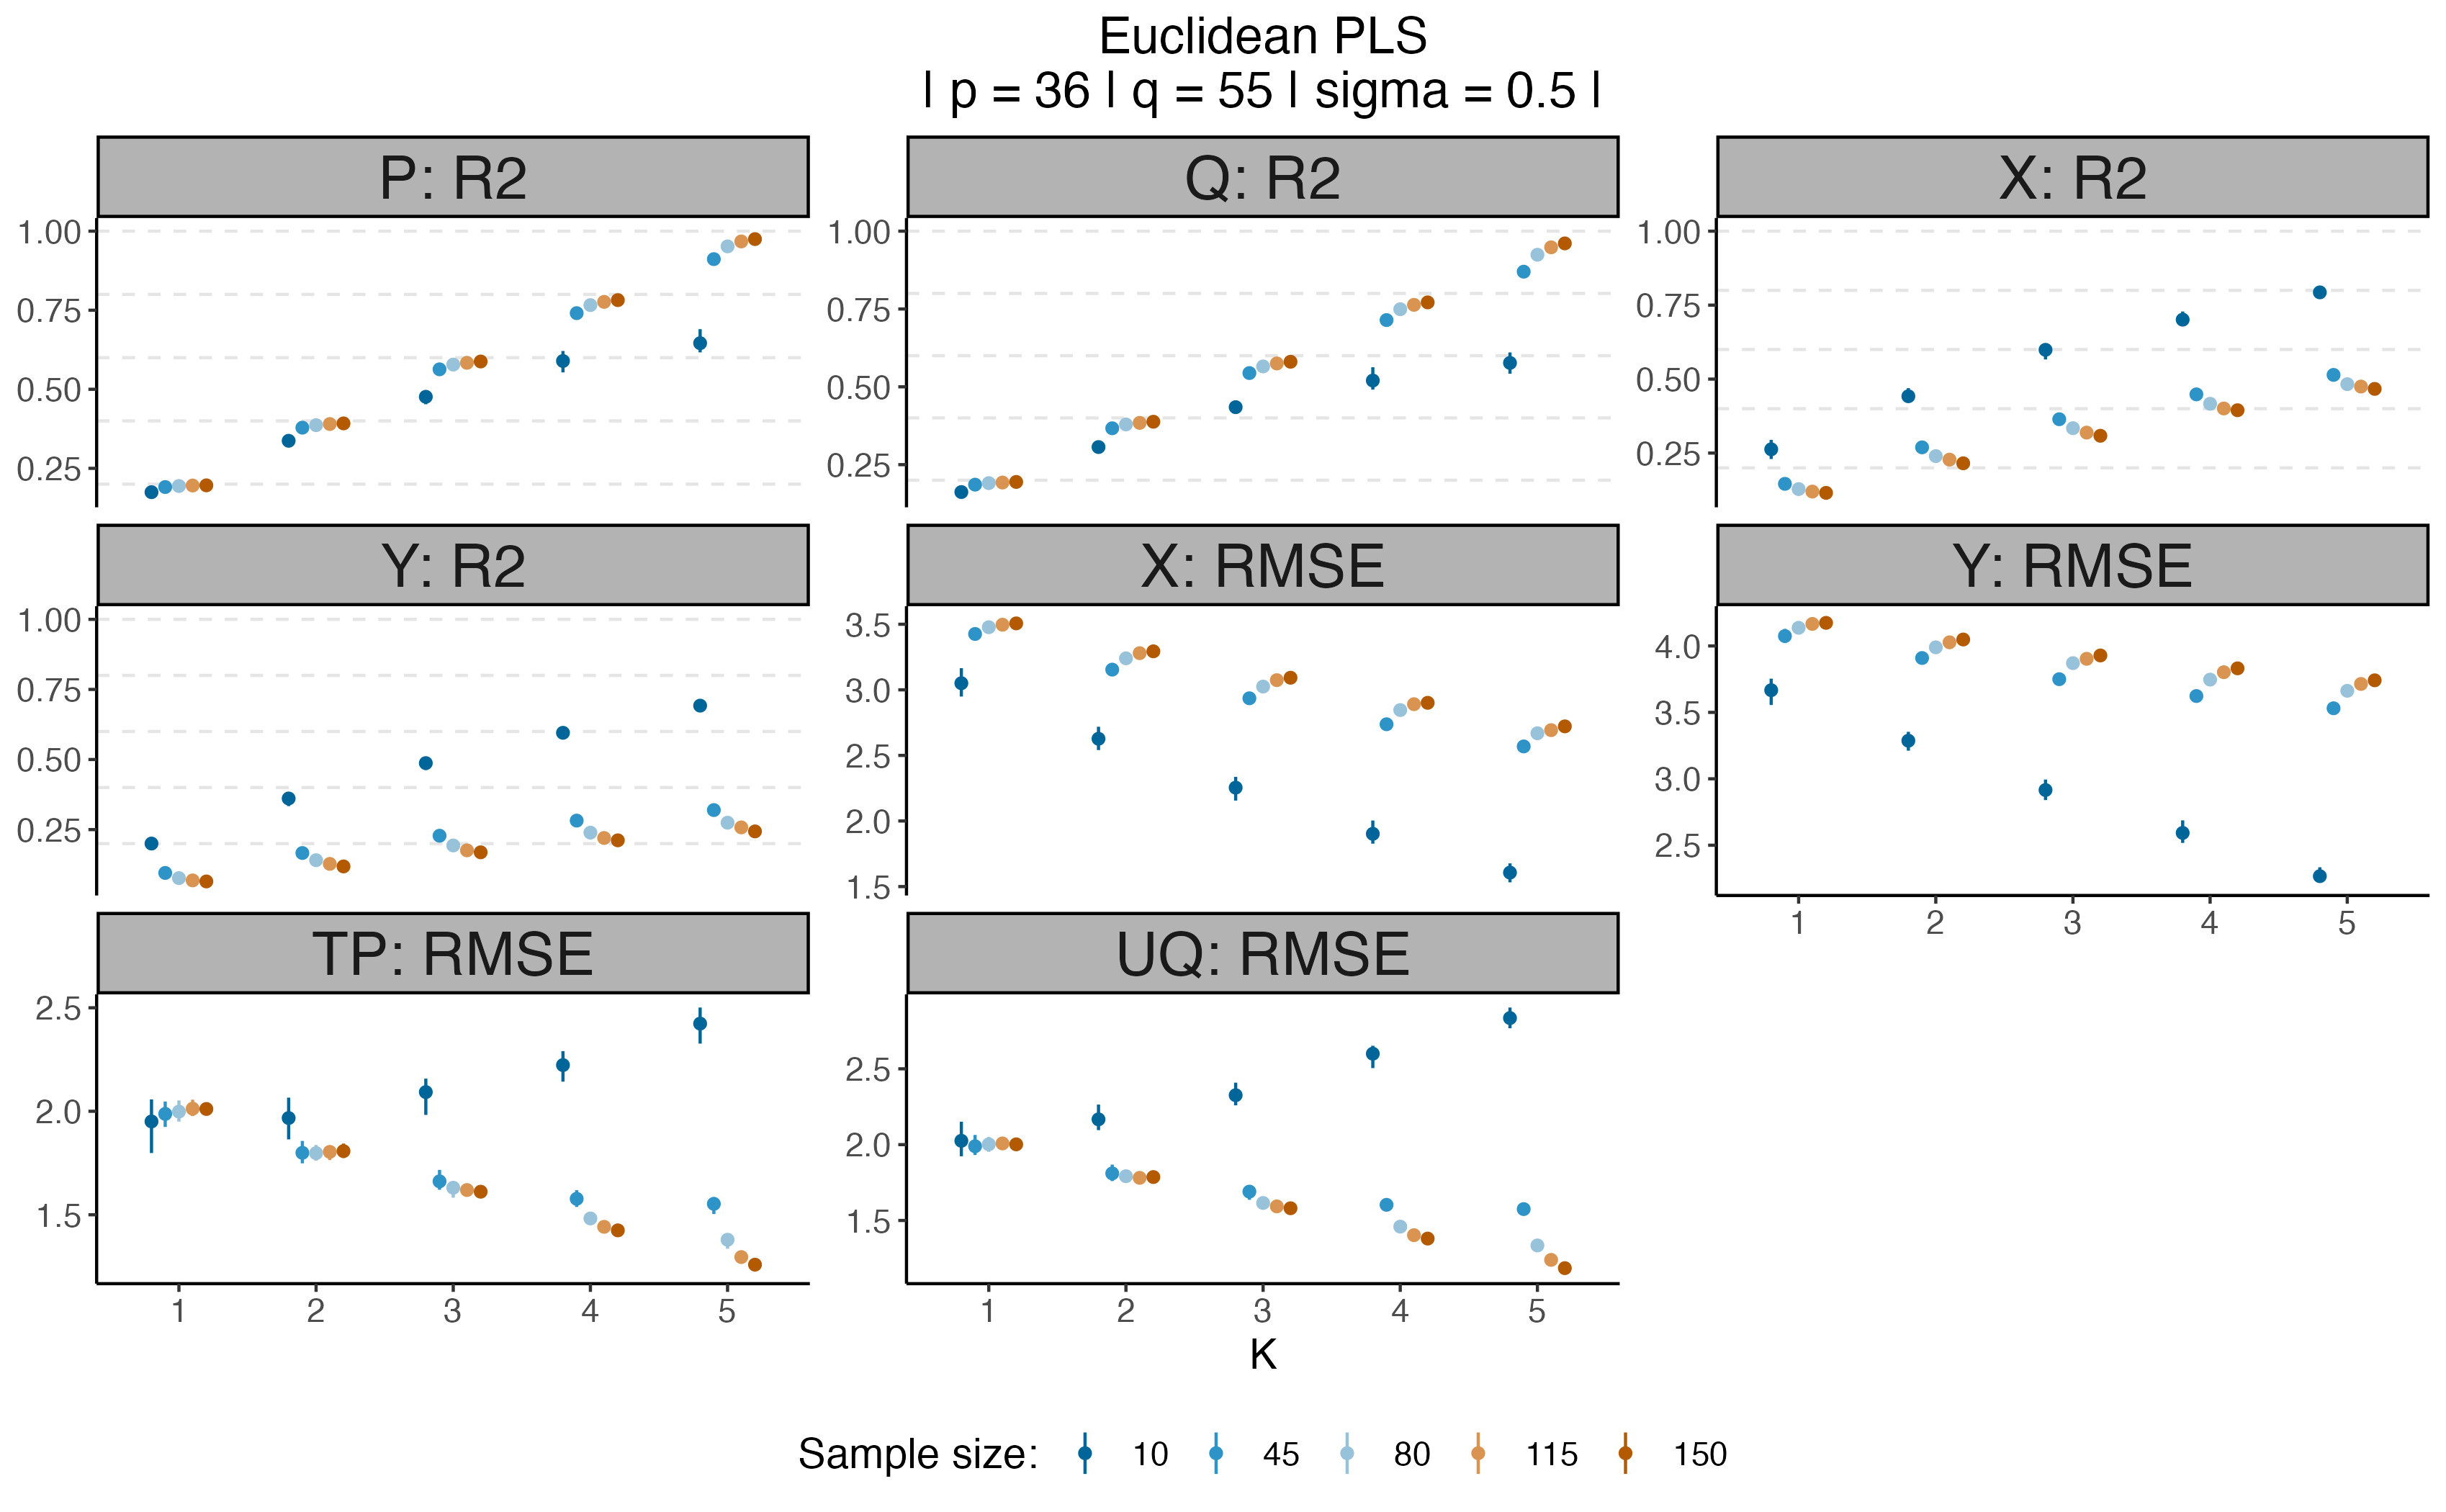 Euclidean PLS
| p = 36 | q = 55 | sigma = 0.5 |
P: R2
Q: R2
X: R2
1.00
0.75
0.50
0.25
1.00
0.75
0.50
0.25
1.00
0.75
0.50
0.25
Y: R2
X: RMSE
Y: RMSE
1.00
0.75
0.50
0.25
3.5
3.0
2.5
2.0
1.5
4.0
3.5
3.0
2.5
1 2 3 4 5
TP: RMSE
UQ: RMSE
2.5
2.0
1.5
2.5
2.0
1.5
1 2 3 4 5
1 2 3 4 5
K
Sample size: 10 45 80 115 150